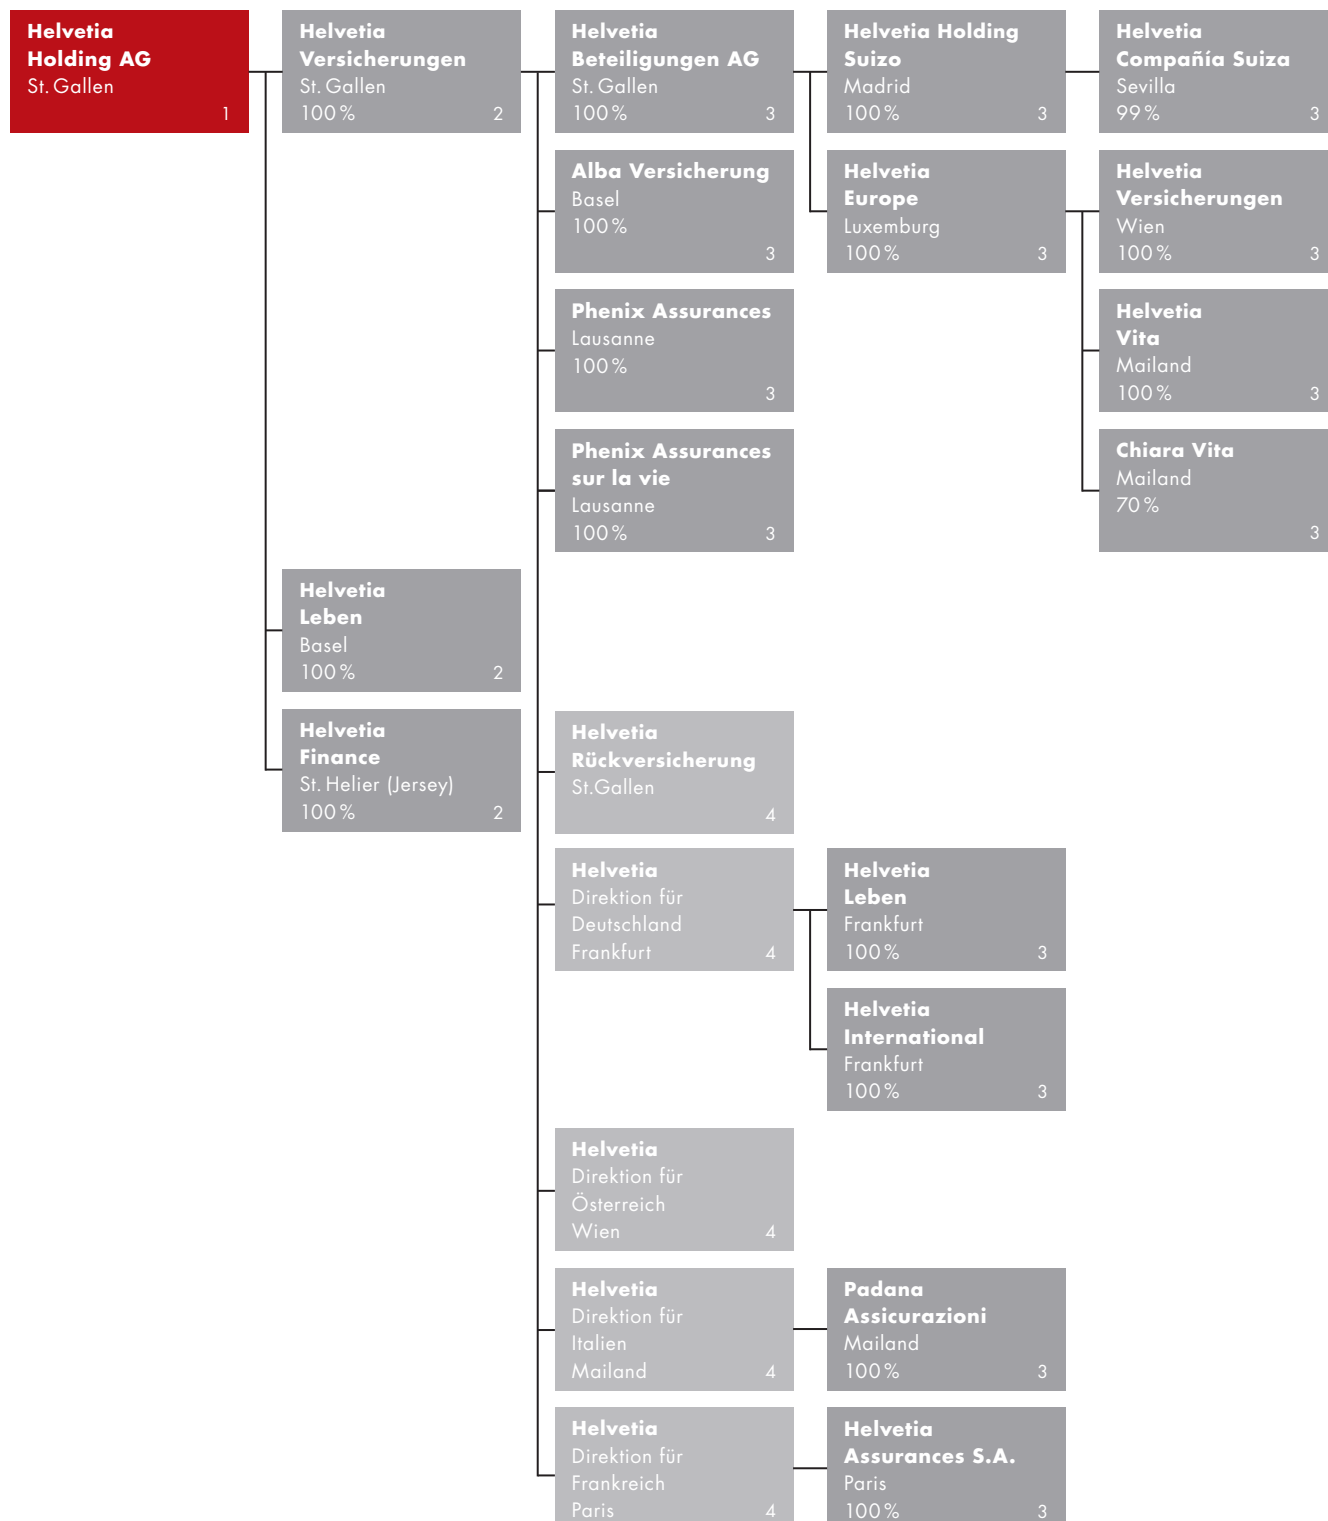 Helvetia
Holding AG
St. Gallen
1
Helvetia
Versicherungen
St. Gallen
100 % 2
Helvetia
Beteiligungen AG
St. Gallen
100 % 3
Helvetia Holding
Suizo
Madrid
100 % 3
Helvetia
Compañía Suiza
Sevilla
99 % 3
Alba Versicherung
Basel
100 %
3
Helvetia
Europe
Luxemburg
100 % 3
Helvetia
Versicherungen
Wien
100 % 3
Phenix Assurances
Lausanne
100 %
3
Helvetia
Vita
Mailand
100 % 3
Phenix Assurances
sur la vie
Lausanne
100 % 3
Chiara Vita
Mailand
70 %
3
Helvetia
Leben
Basel
100 % 2
Helvetia
Finance
St. Helier (Jersey)
100 % 2
Helvetia
Rückversicherung
St.Gallen
4
Helvetia
Direktion für
Deutschland
Frankfurt 4
Helvetia
Leben
Frankfurt
100 % 3
Helvetia
International
Frankfurt
100 % 3
Helvetia
Direktion für
Österreich
Wien 4
Helvetia
Direktion für
Italien
Mailand 4
Padana
Assicurazioni
Mailand
100 % 3
Helvetia
Direktion für
Frankreich
Paris 4
Helvetia
Assurances S.A.
Paris
100 % 3